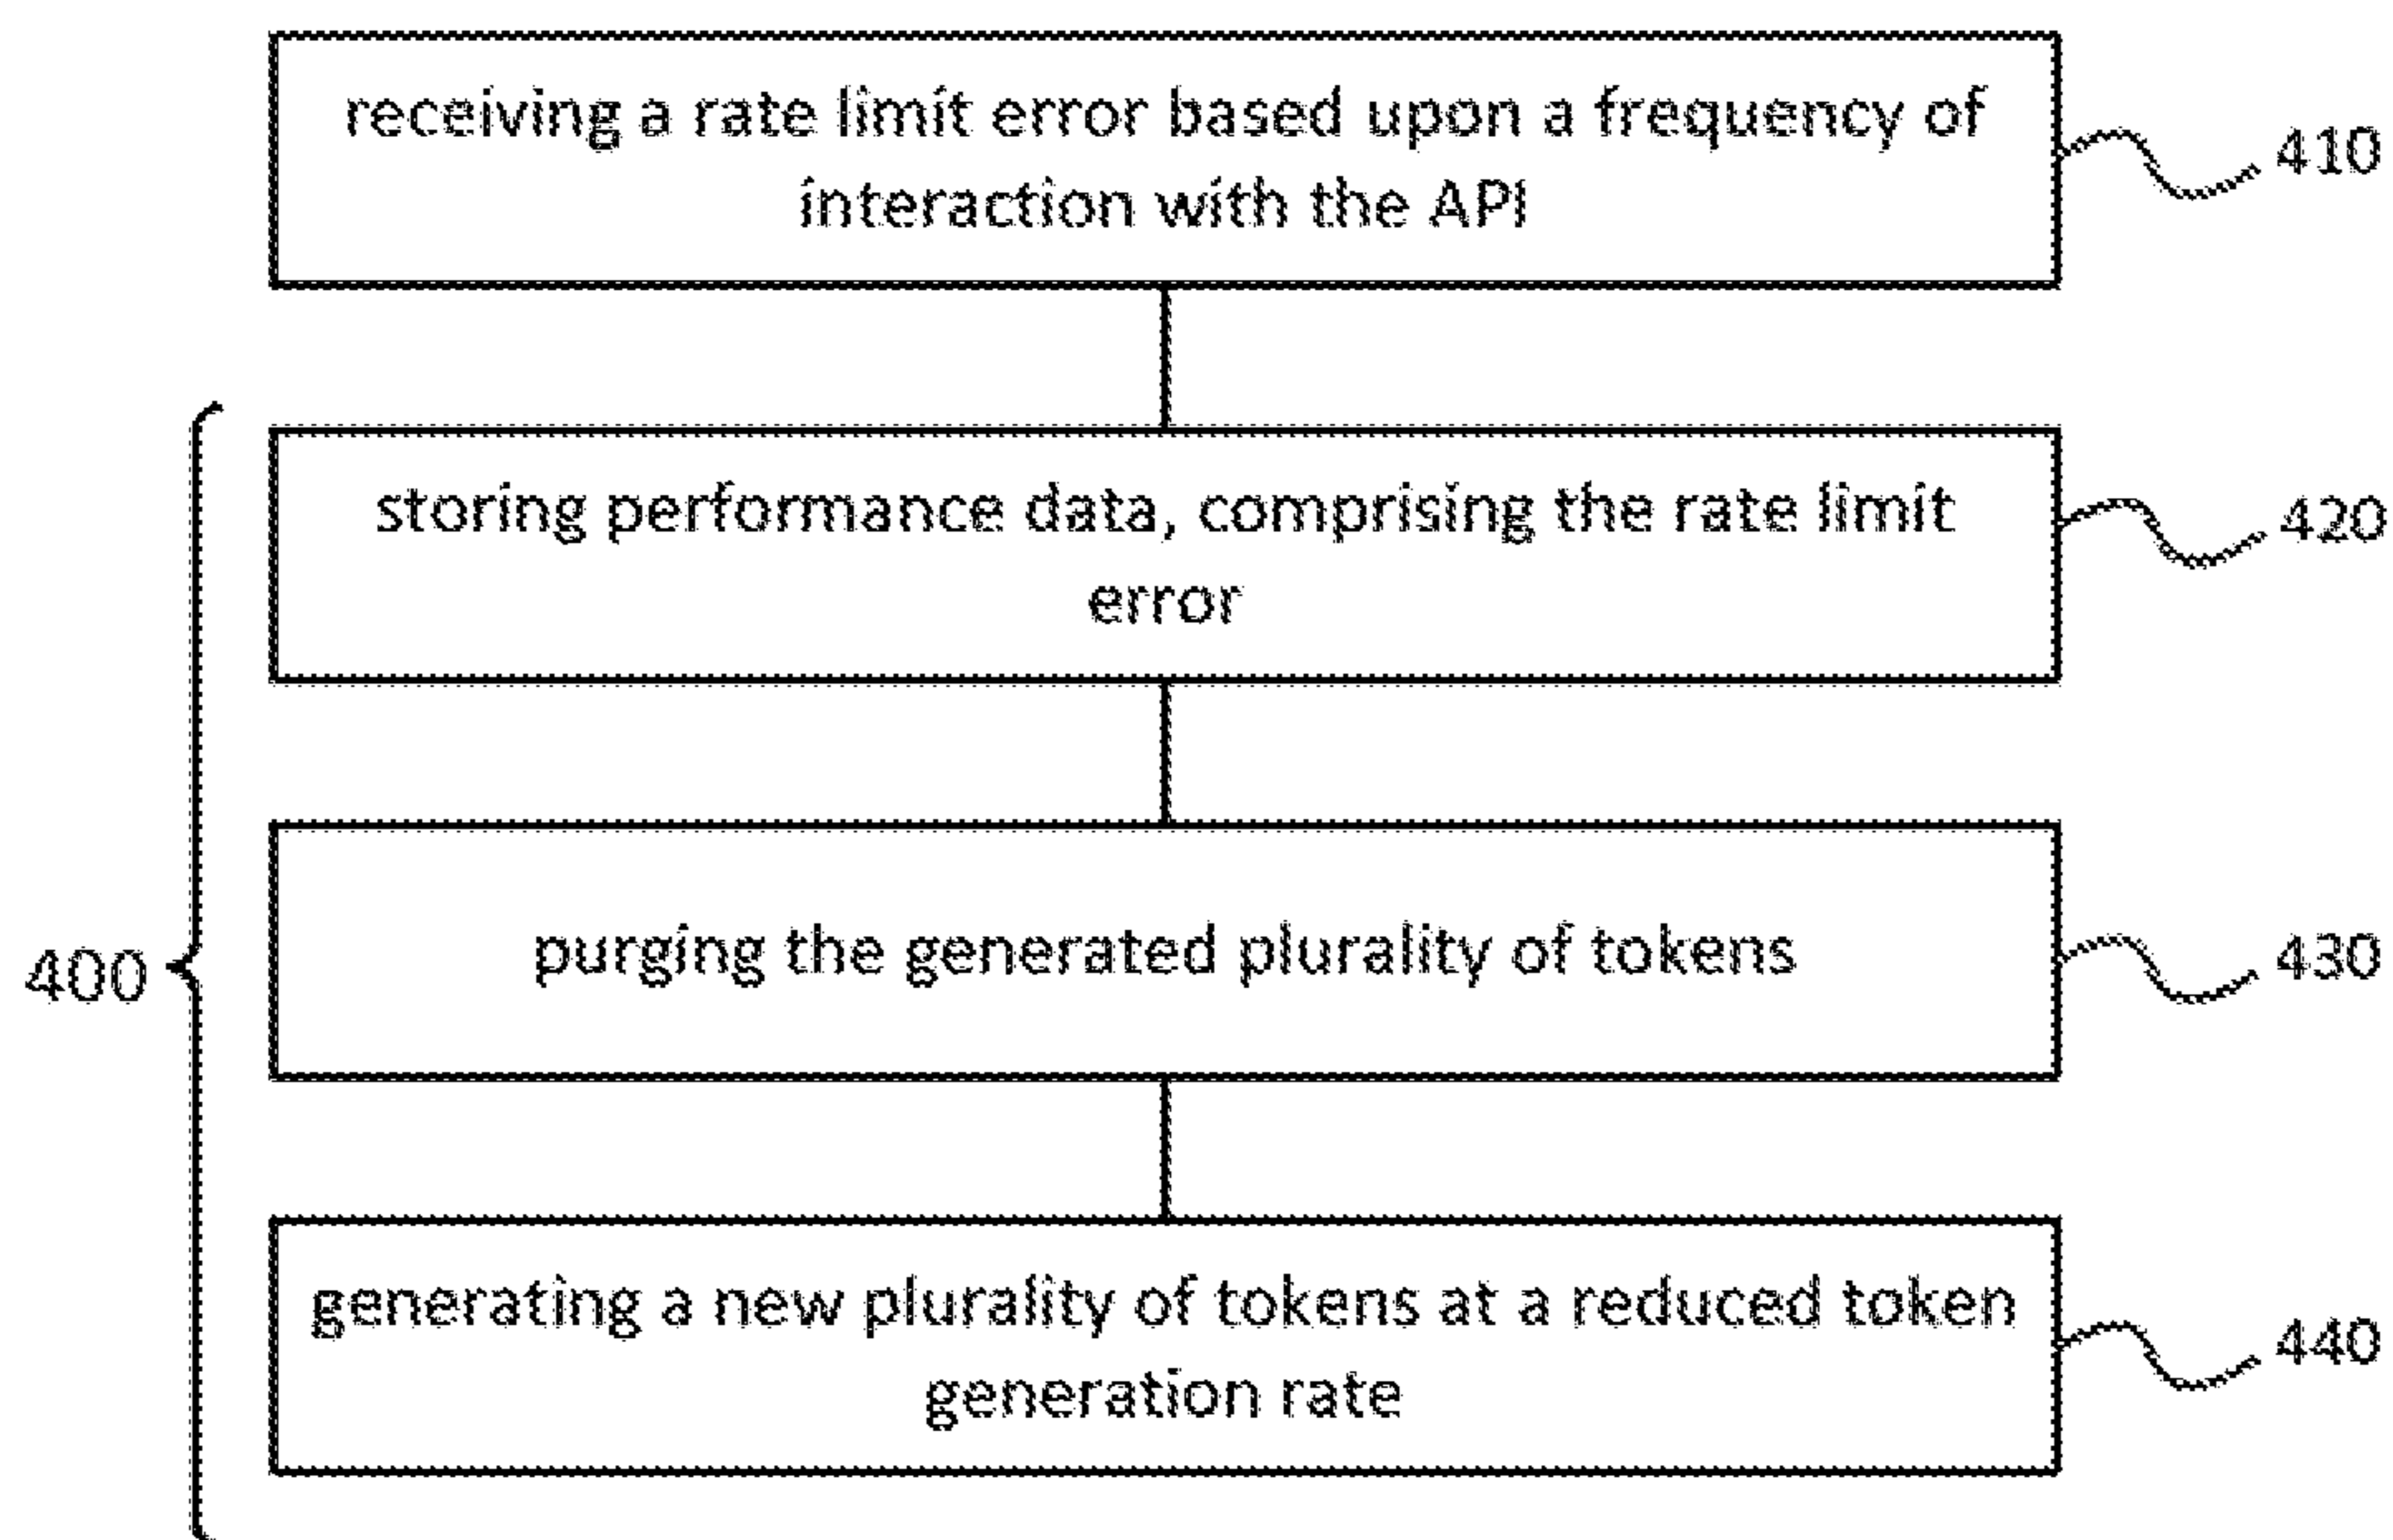 receiving a rate limit error based upon a frequency of
interaction with the API
410
storing performance data, comprising the rate limit
error
420
400
purging the generated plurality of tokens
430
generating a new plurality of tokens at a reduced token
generation rate
440